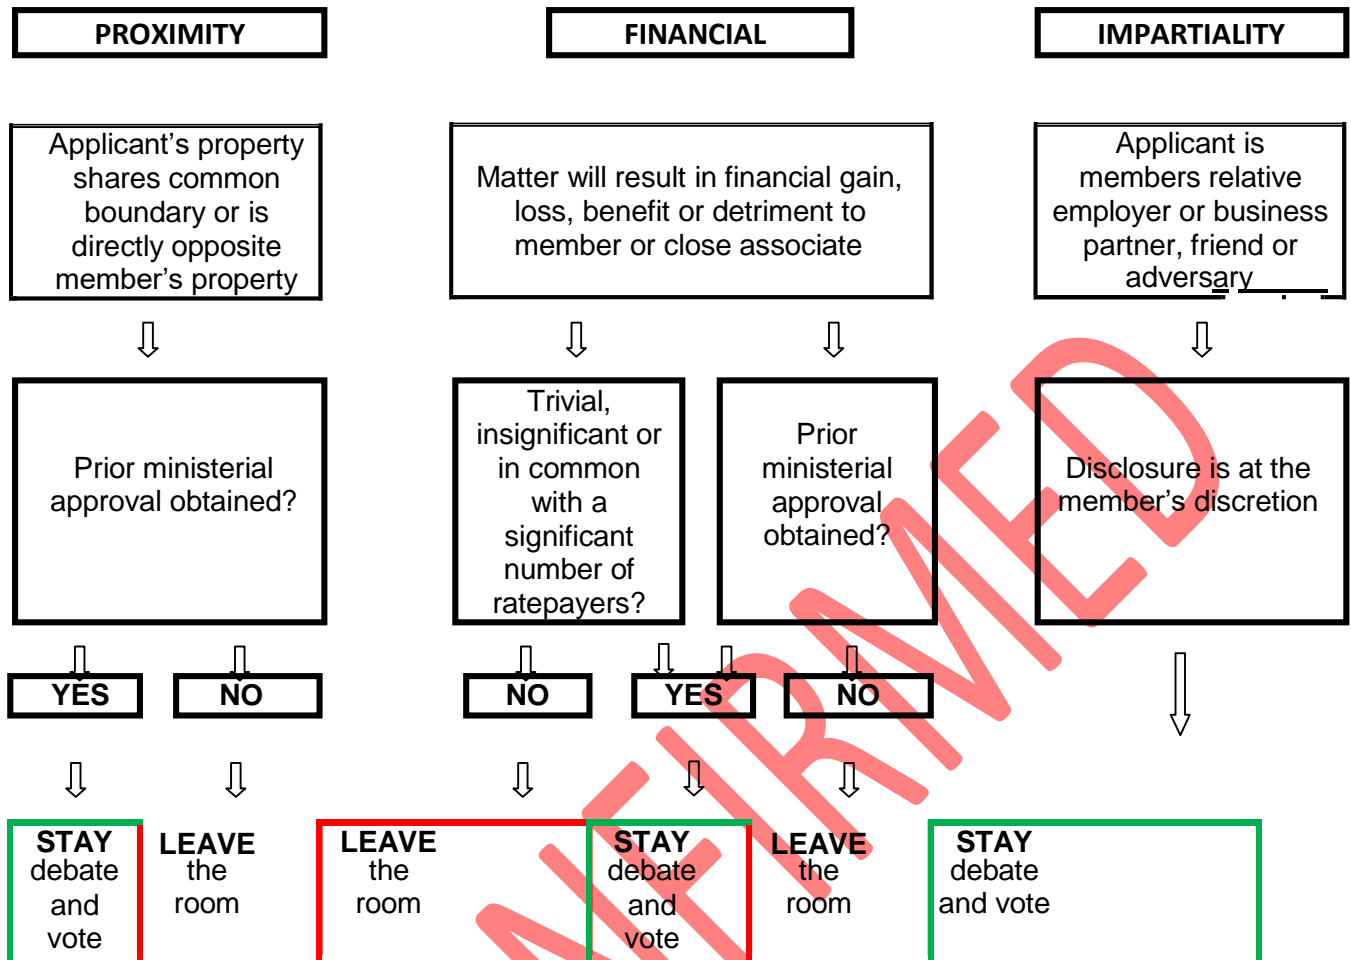 PROXIMITY
FINANCIAL
IMPARTIALITY
Applicant’s property
shares common
boundary or is
directly opposite
member’s property
Matter will result in financial gain,
loss, benefit or detriment to
member or close associate
Applicant is
members relative
employer or business
partner, friend or
adversary
Prior ministerial
approval obtained?
Trivial,
insignificant or
in common
with a
significant
number of
ratepayers?
Prior
ministerial
approval
obtained?
Disclosure is at the
member’s discretion
YES
NO
NO
YES
NO
STAY
debate
and
vote
LEAVE
the
room
LEAVE
the
room
STAY
debate
and
vote
LEAVE
the
room
STAY
debate
and vote
NFIRMED